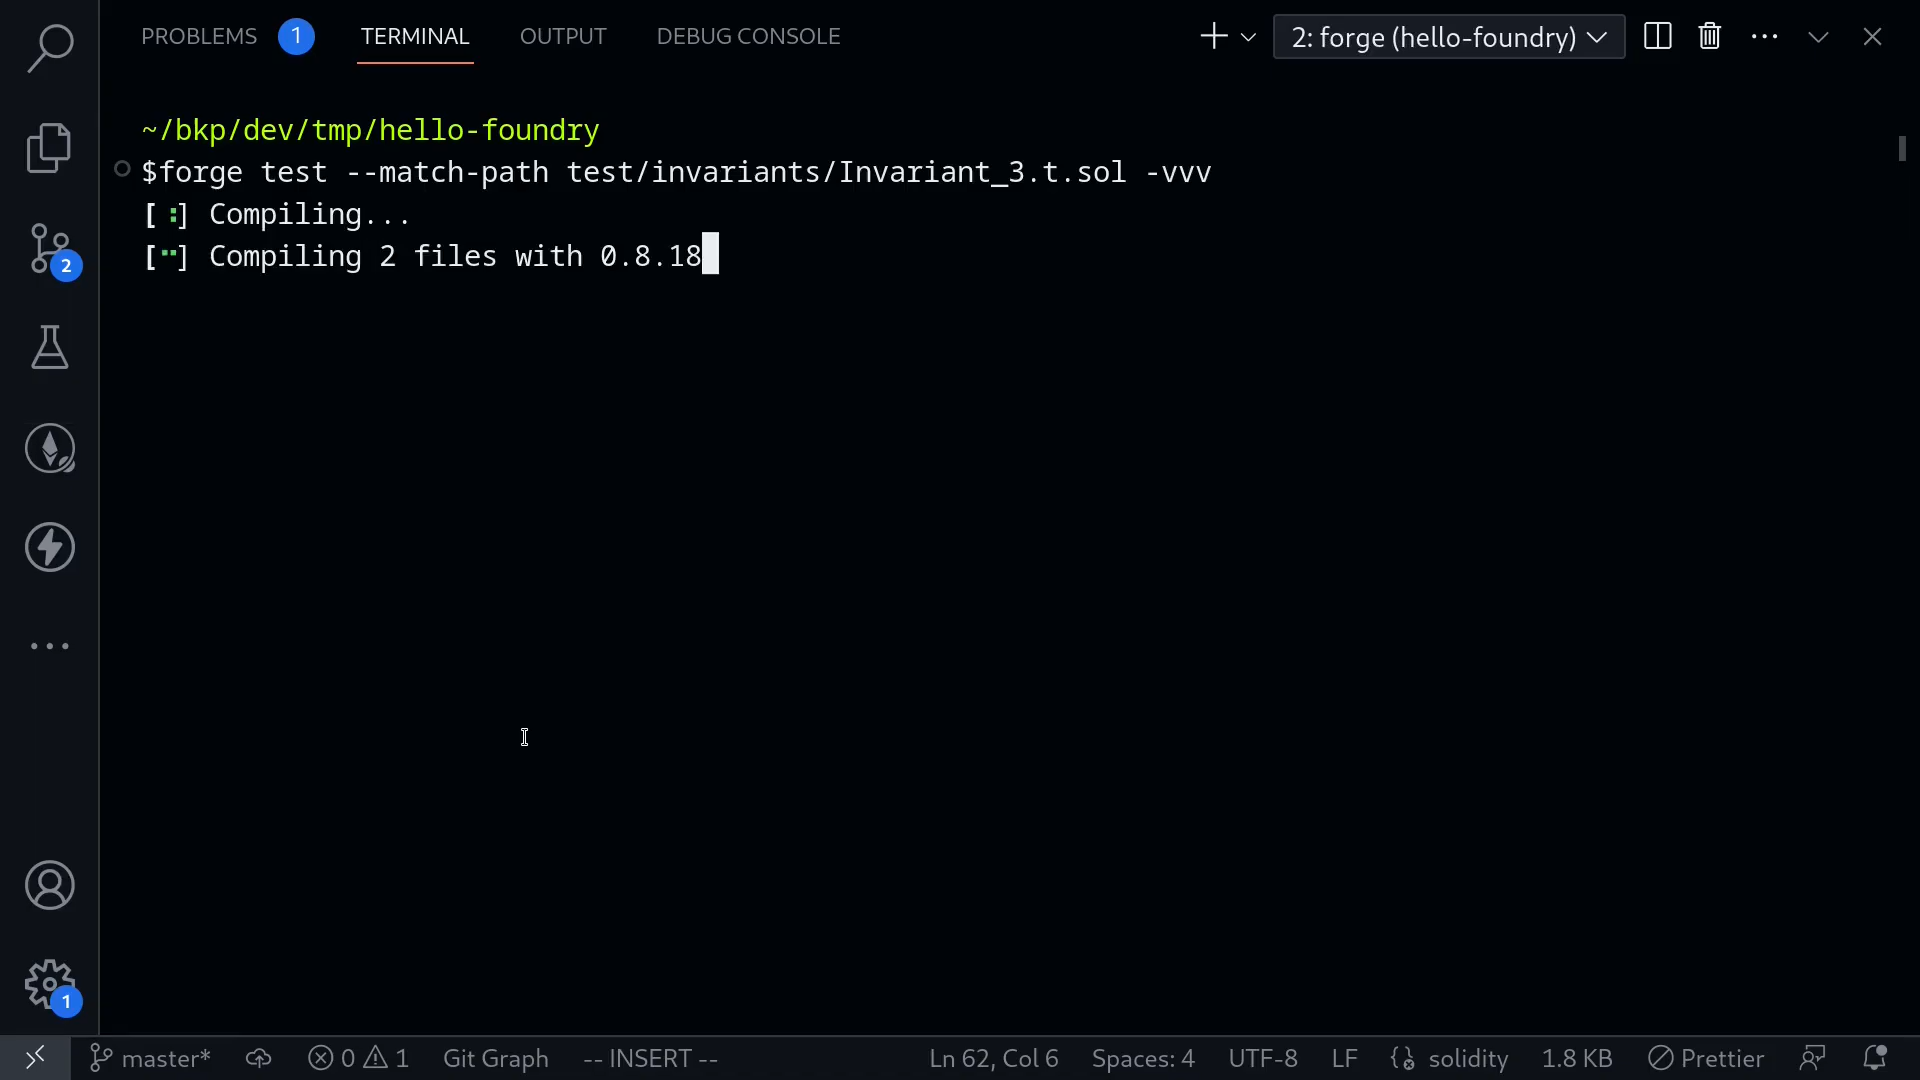 PROBLEMS 1 TERMINAL OUTPUT DEBUG CONSOLE 2: forge (hello-foundry)
~/bkp/dev/tmp/hello-foundry
$forge test --match-path test/invariants/Invariant_3.t.sol -vvv
[⠰] Compiling...
[⠉] Compiling 2 files with 0.8.18
2
1
master* 0 1 Git Graph -- INSERT -- Ln 62, Col 6 Spaces: 4 UTF-8 LF solidity 1.8 KB Prettier